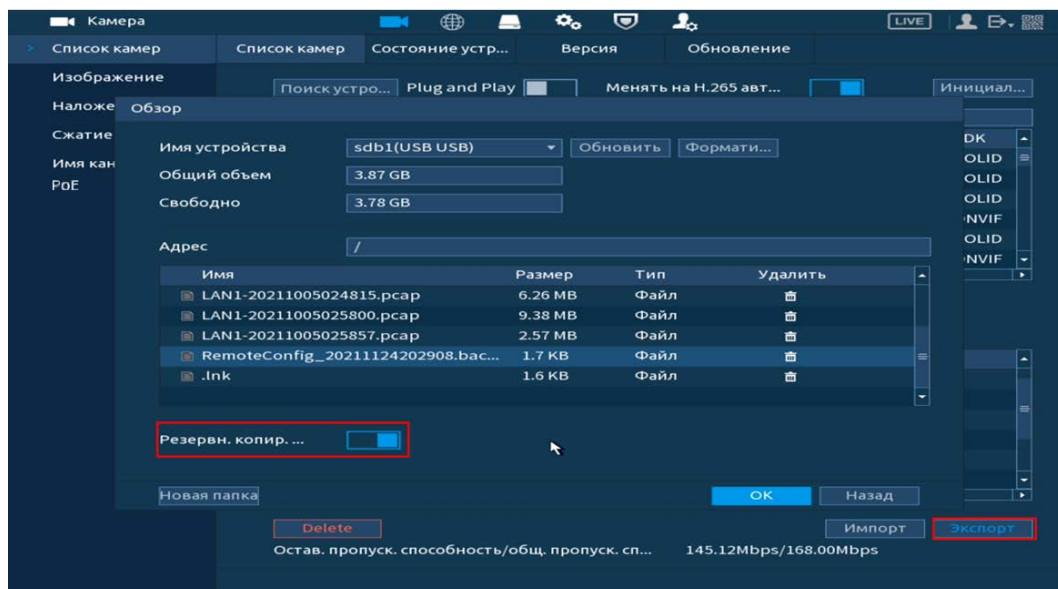 Камера LIVE
Список камер Список камер Состояние устр... Версия Обновление
Изображение
Поиск устро... Plug and Play Менять на H.265 авт... Инициал...
Наложе Обзор
Сжатие DK
Имя устройства sdb1(USB USB) Обновить Формати...
OLID
Имя кан
Общий объем 3.87 GB OLID
PoE
Свободно 3.78 GB OLID
NVIF
Адрес / OLID
NVIF
Имя Размер Тип Удалить
LAN1-20211005024815.pcap 6.26 MB Файл
LAN1-20211005025800.pcap 9.38 MB Файл
LAN1-20211005025857.pcap 2.57 MB Файл
RemoteConfig_20211124202908.bac... 1.7 KB Файл
.lnk 1.6 KB Файл
Резервн. копир. ...
Новая папка OK Назад
Delete Импорт Экспорт
Остав. пропуск. способность/общ. пропуск. сп... 145.12Mbps/168.00Mbps